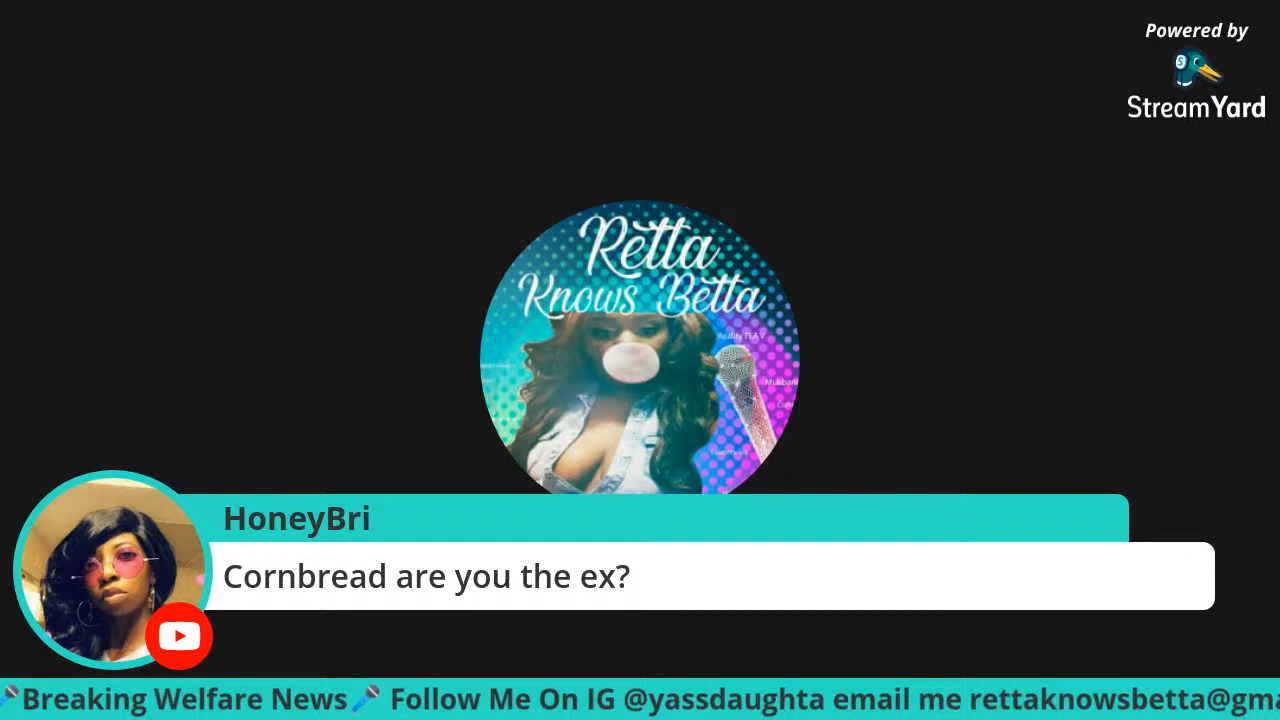 Powered by
StreamYard
Retta
Knows Betta
HoneyBri
Cornbread are you the ex?
🎤Breaking Welfare News🎤 Follow Me On IG @yassdaughta email me rettaknowsbetta@gma